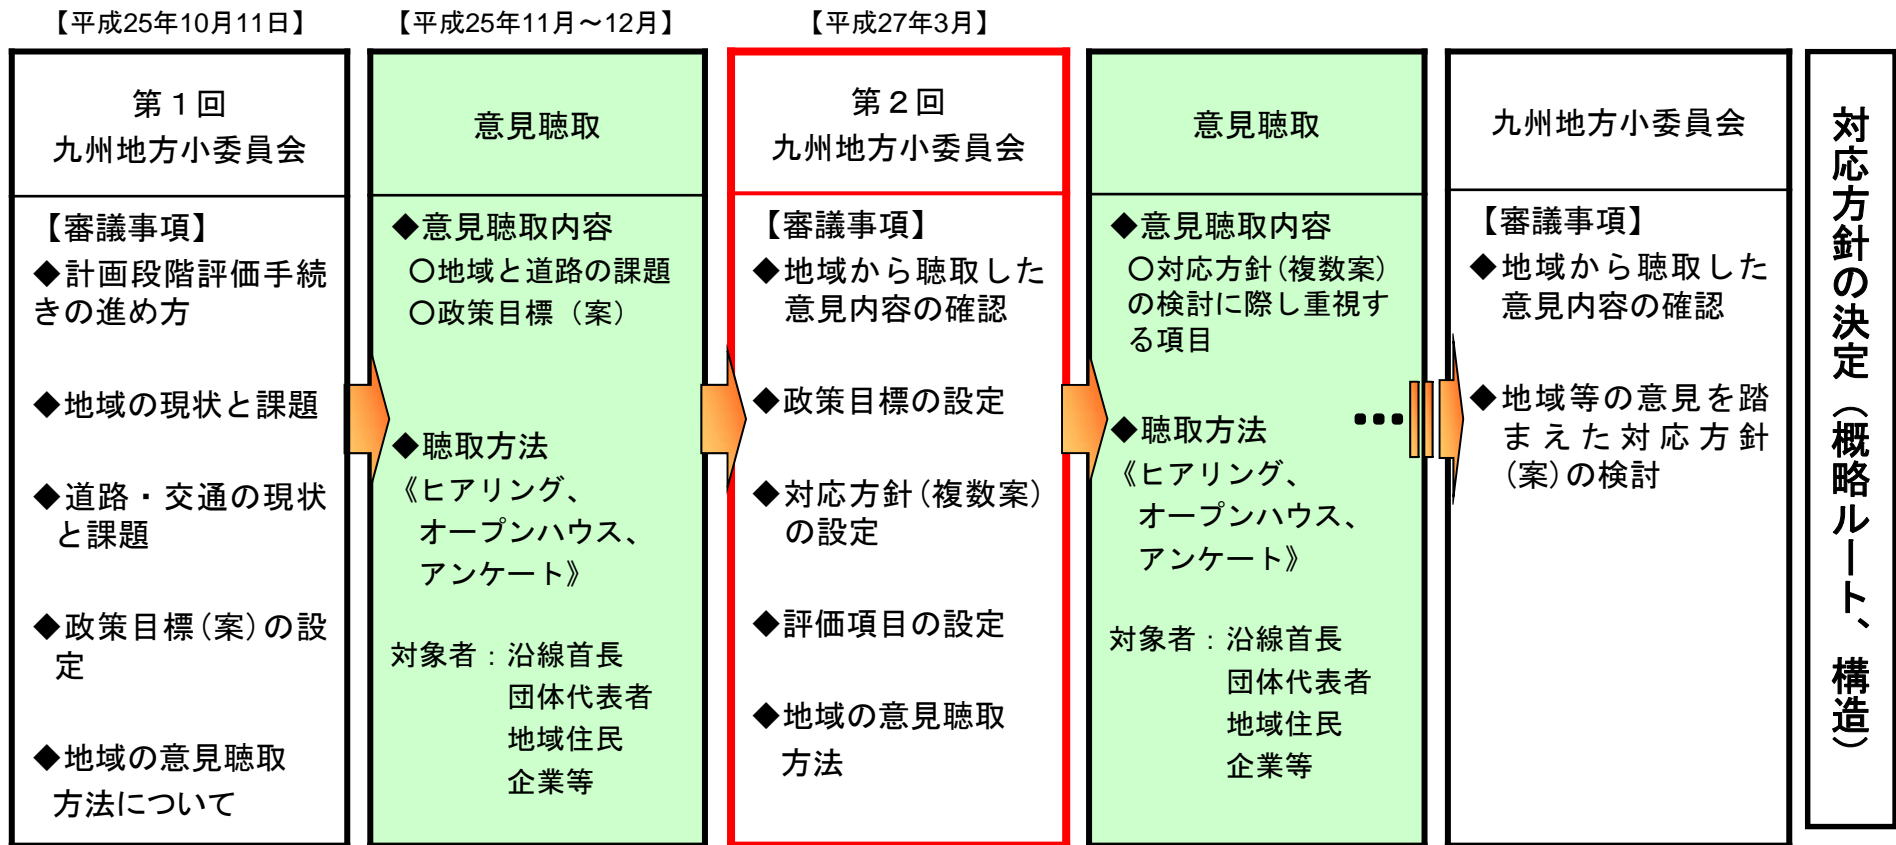 【平成25年10月11日】
第１回
九州地方小委員会
【審議事項】
◆計画段階評価手続
きの進め方
◆地域の現状と課題
◆道路・交通の現状
と課題
◆政策目標(案)の設
定
◆地域の意見聴取
方法について
【平成25年11月～12月】
意見聴取
◆意見聴取内容
〇地域と道路の課題
〇政策目標（案）
◆聴取方法
《ヒアリング、
オープンハウス、
アンケート》
対象者：沿線首長
団体代表者
地域住民
企業等
【平成27年3月】
第２回
九州地方小委員会
【審議事項】
◆地域から聴取した
意見内容の確認
◆政策目標の設定
◆対応方針(複数案)
の設定
◆評価項目の設定
◆地域の意見聴取
方法
意見聴取
◆意見聴取内容
〇対応方針(複数案)
の検討に際し重視す
る項目
◆聴取方法
《ヒアリング、
オープンハウス、
アンケート》
対象者：沿線首長
団体代表者
地域住民
企業等
…
九州地方小委員会
【審議事項】
◆地域から聴取した
意見内容の確認
◆地域等の意見を踏
まえた対応方針
(案)の検討
対応方針の決定（概略ルート、構造）